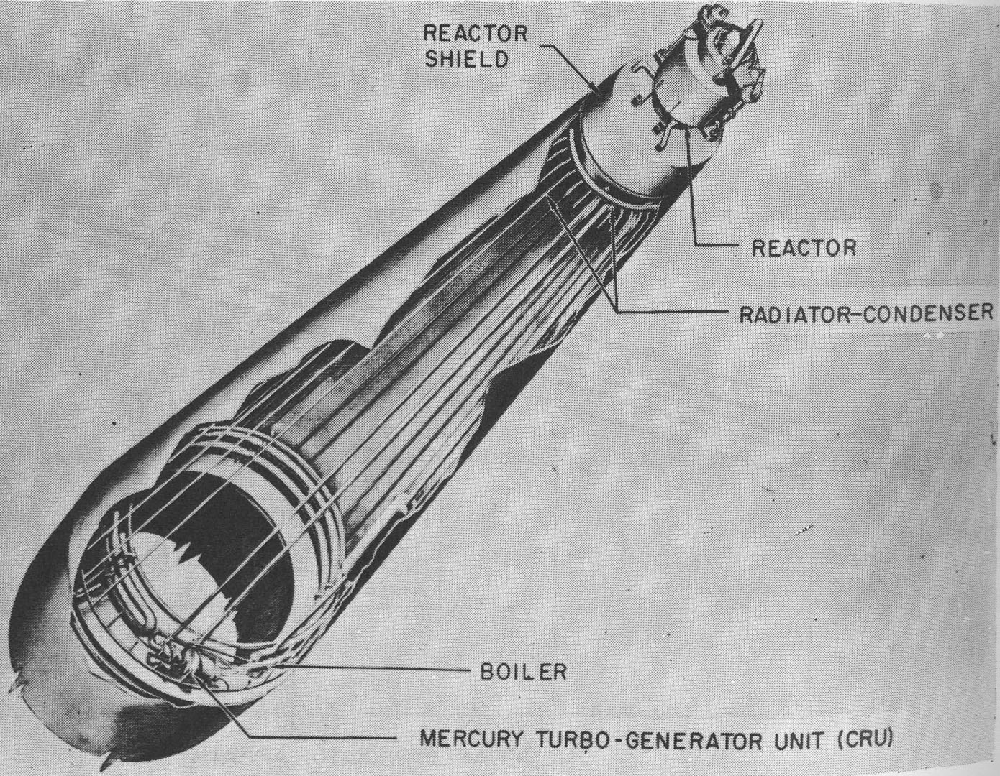 REACTOR
SHIELD
REACTOR
RADIATOR-CONDENSER
BOILER
MERCURY TURBO-GENERATOR UNIT (CRU)